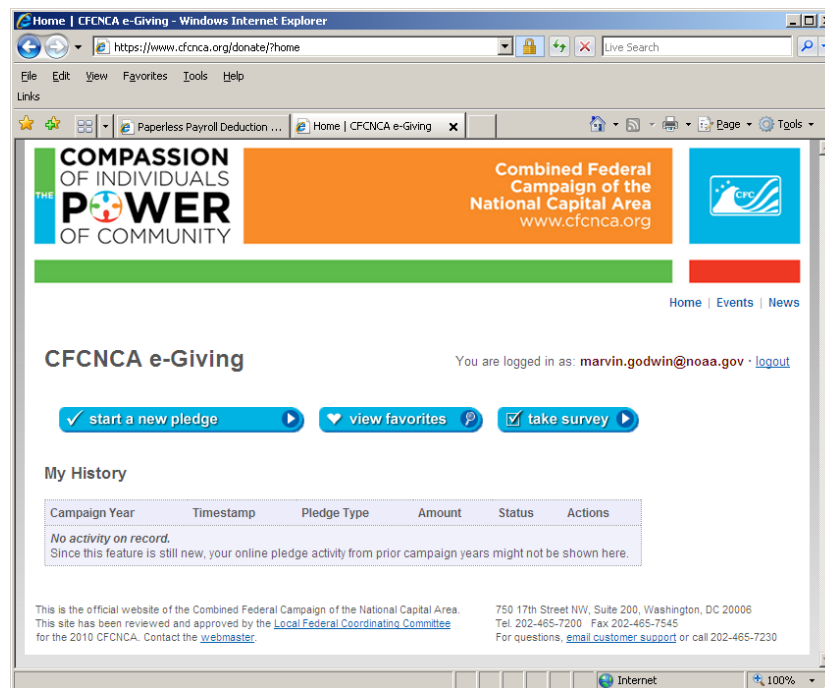 Home | CFCNCA e-Giving - Windows Internet Explorer
https://www.cfcnca.org/donate/?home
Live Search
File Edit View Favorites Tools Help
Links
Paperless Payroll Deduction ...
Home | CFCNCA e-Giving
Page
Tools
THE
COMPASSION
OF INDIVIDUALS
POWER
OF COMMUNITY
Combined Federal
Campaign of the
National Capital Area
www.cfcnca.org
CFC
Home | Events | News
CFCNCA e-Giving
You are logged in as: marvin.godwin@noaa.gov · logout
start a new pledge
view favorites
take survey
My History
Campaign Year Timestamp Pledge Type Amount Status Actions
No activity on record.
Since this feature is still new, your online pledge activity from prior campaign years might not be shown here.
This is the official website of the Combined Federal Campaign of the National Capital Area.
This site has been reviewed and approved by the Local Federal Coordinating Committee
for the 2010 CFCNCA. Contact the webmaster.
750 17th Street NW, Suite 200, Washington, DC 20006
Tel. 202-465-7200 Fax 202-465-7545
For questions, email customer support or call 202-465-7230
Internet
100%